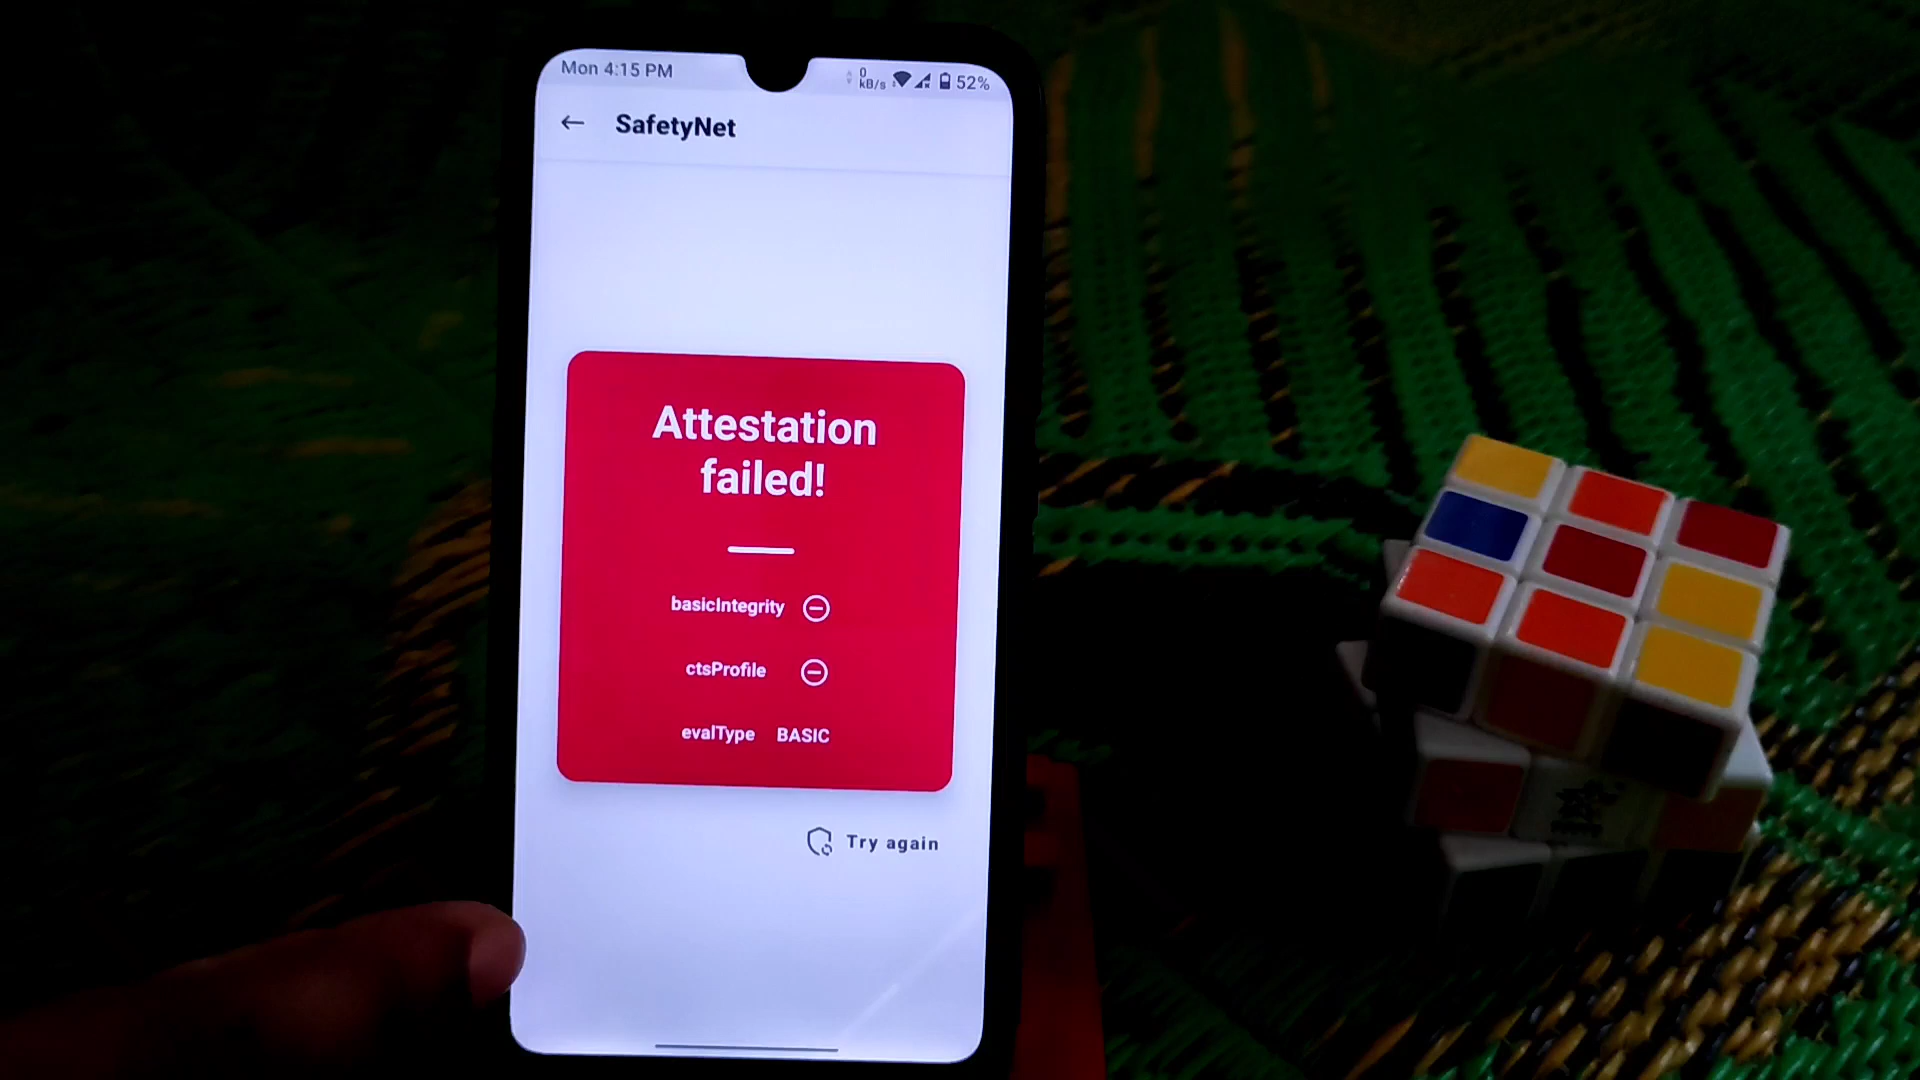 Mon 4:15 PM
0
kB/s
52%
SafetyNet
Attestation
failed!
basicIntegrity
ctsProfile
evalType BASIC
Try again